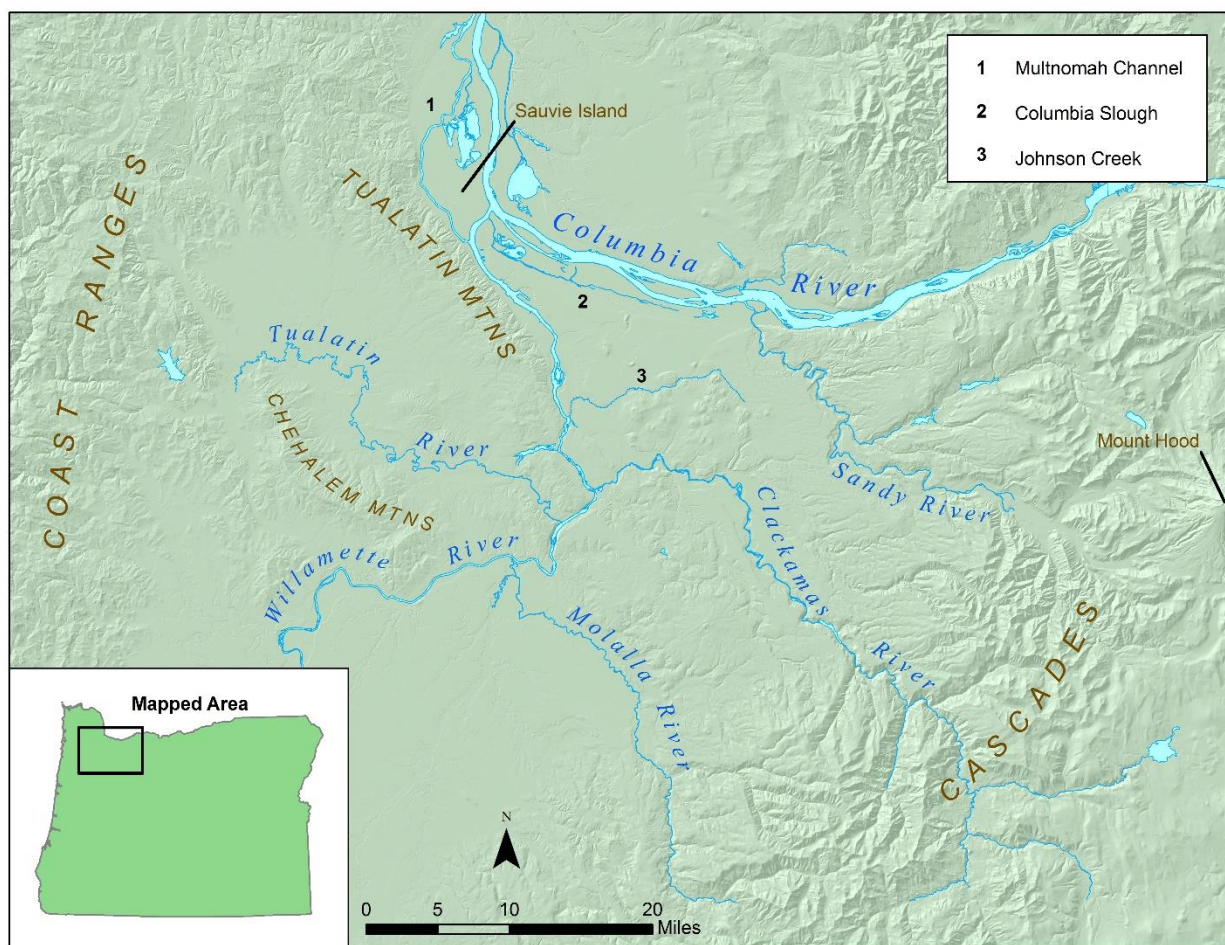 1 Multnomah Channel
2 Columbia Slough
3 Johnson Creek
1
Sauvie Island
TUALATIN MTNS
COAST RANGES
Columbia River
2
Tualatin River
3
CHEHALEM MTNS
Mount Hood
Sandy River
Clackamas River
Willamette River
Molalla River
CASCADES
Mapped Area
N
0 5 10 20
Miles